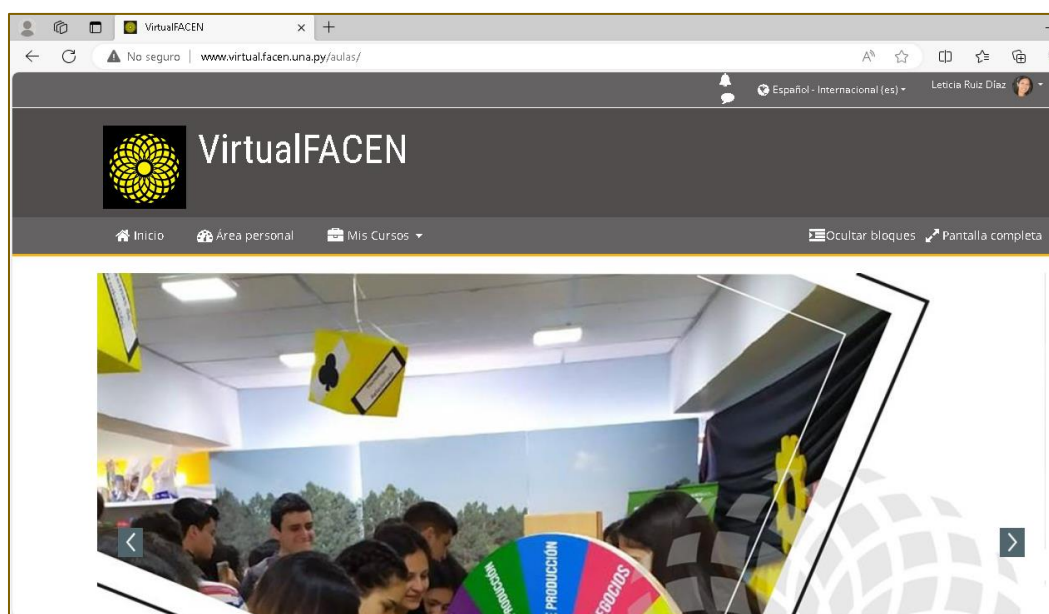 VirtualFACEN
No seguro | www.virtual.facen.una.py/aulas/
Español - Internacional (es)
Leticia Ruiz Díaz
VirtualFACEN
Inicio
Área personal
Mis Cursos
Ocultar bloques
Pantalla completa
PRODUCCIÓN
NEGOCIOS